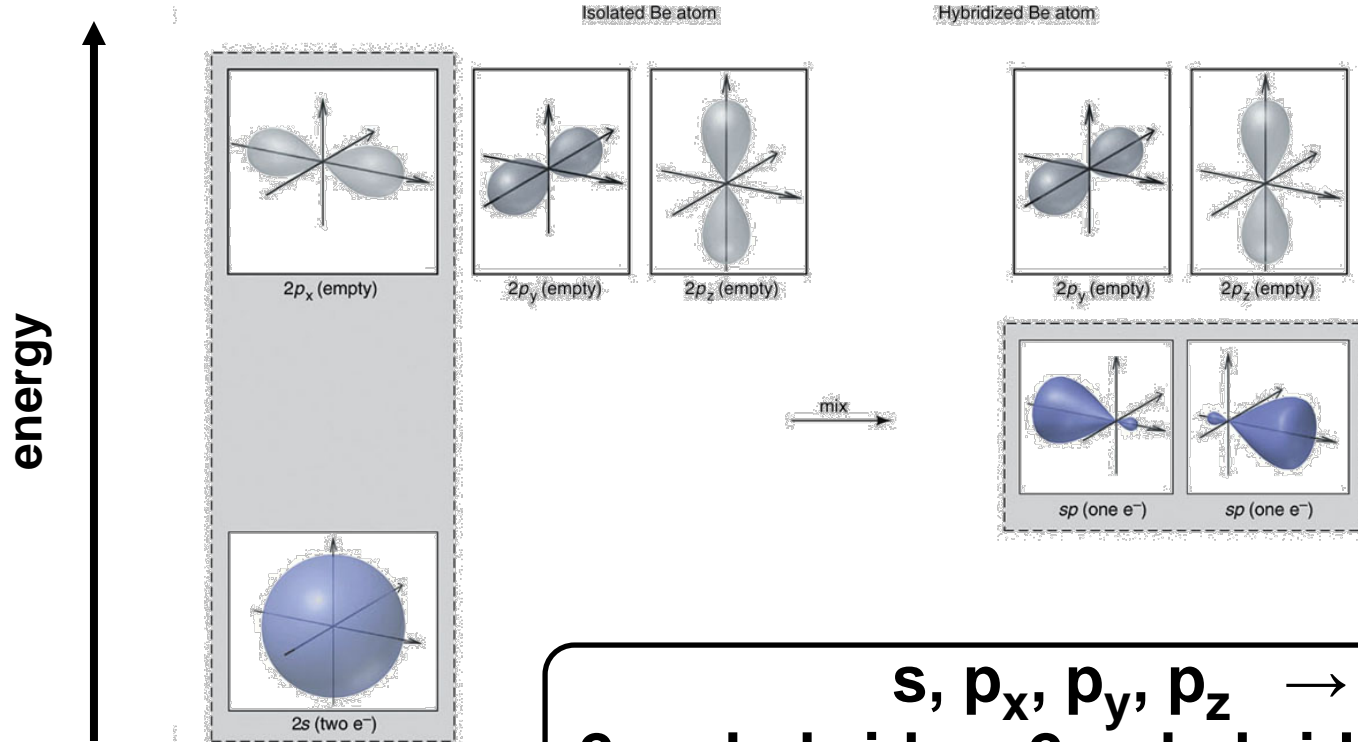 Isolated Be atom
Hybridized Be atom
energy
2px (empty)
2py (empty)
2pz (empty)
2py (empty)
2pz (empty)
mix
sp (one e–)
sp (one e–)
2s (two e–)
s, px, py, pz →